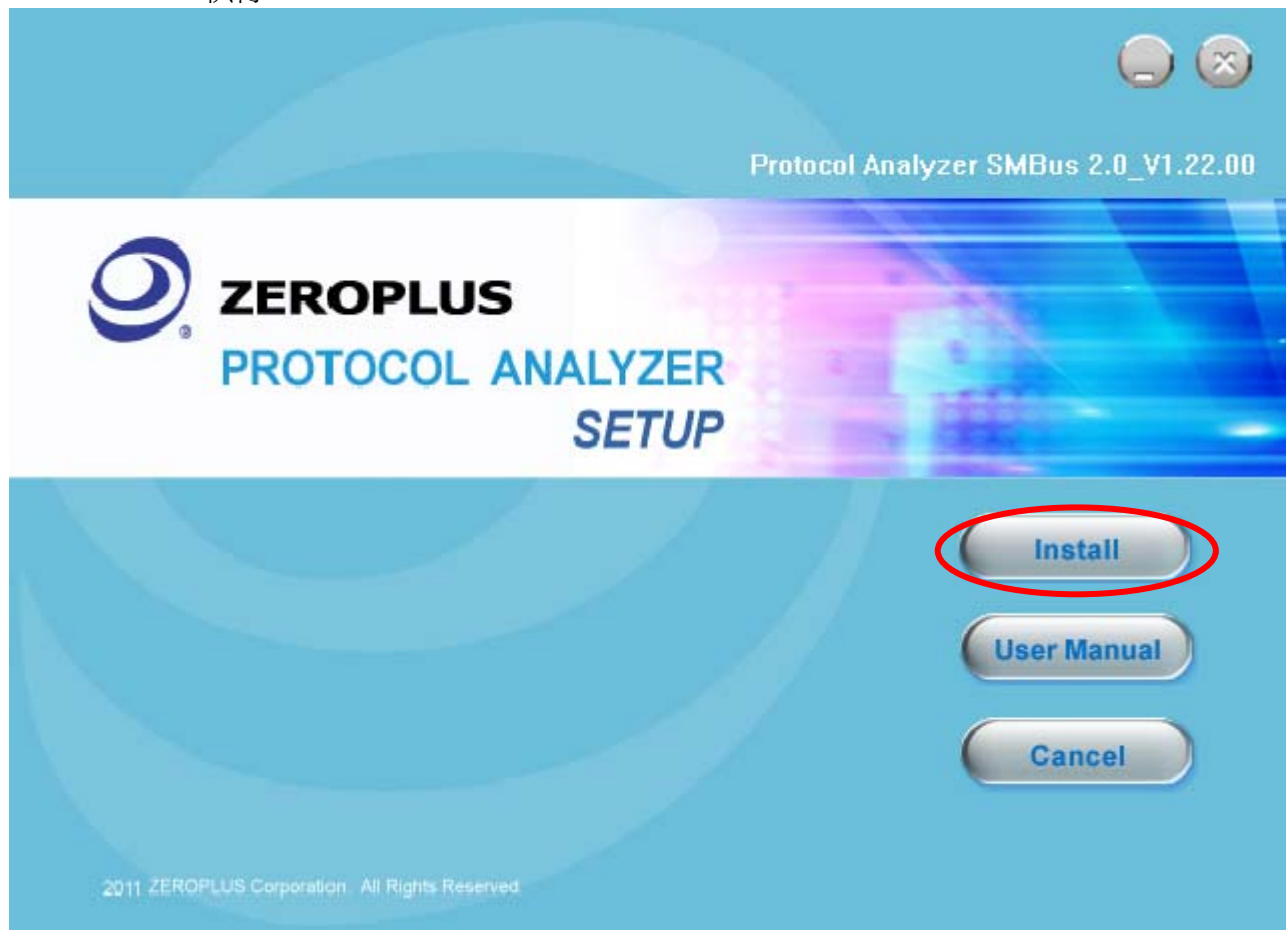 Protocol Analyzer SMBus 2.0_V1.22.00
ZEROPLUS
PROTOCOL ANALYZER
SETUP
Install
User Manual
Cancel
2011 ZEROPLUS Corporation. All Rights Reserved.